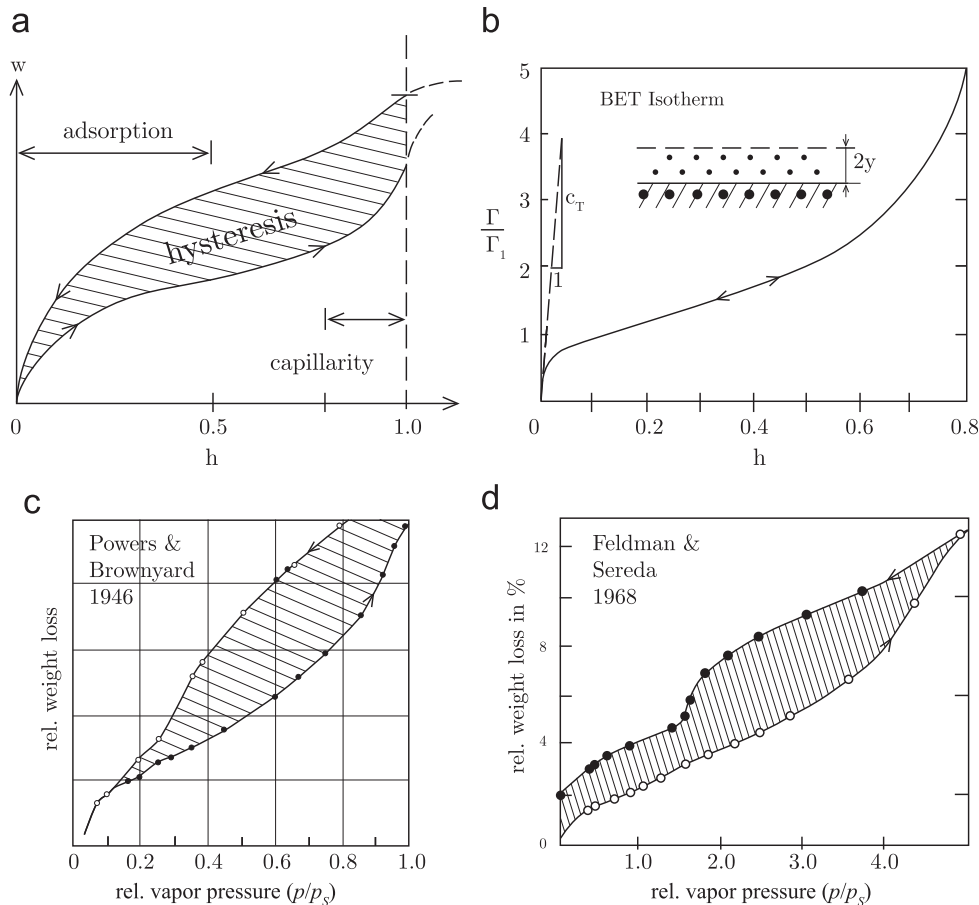 a
w
adsorption
hysteresis
capillarity
0
0.5
1.0
h
b
5
4
3
2
1
Γ
Γ₁
BET Isotherm
2y
c_T
1
0
0.2
0.4
0.6
0.8
h
c
Powers &
Brownyard
1946
rel. weight loss
0
0.2
0.4
0.6
0.8
1.0
rel. vapor pressure (p/p_S)
d
Feldman &
Sereda
1968
rel. weight loss in %
12
8
4
0
1.0
2.0
3.0
4.0
rel. vapor pressure (p/p_S)